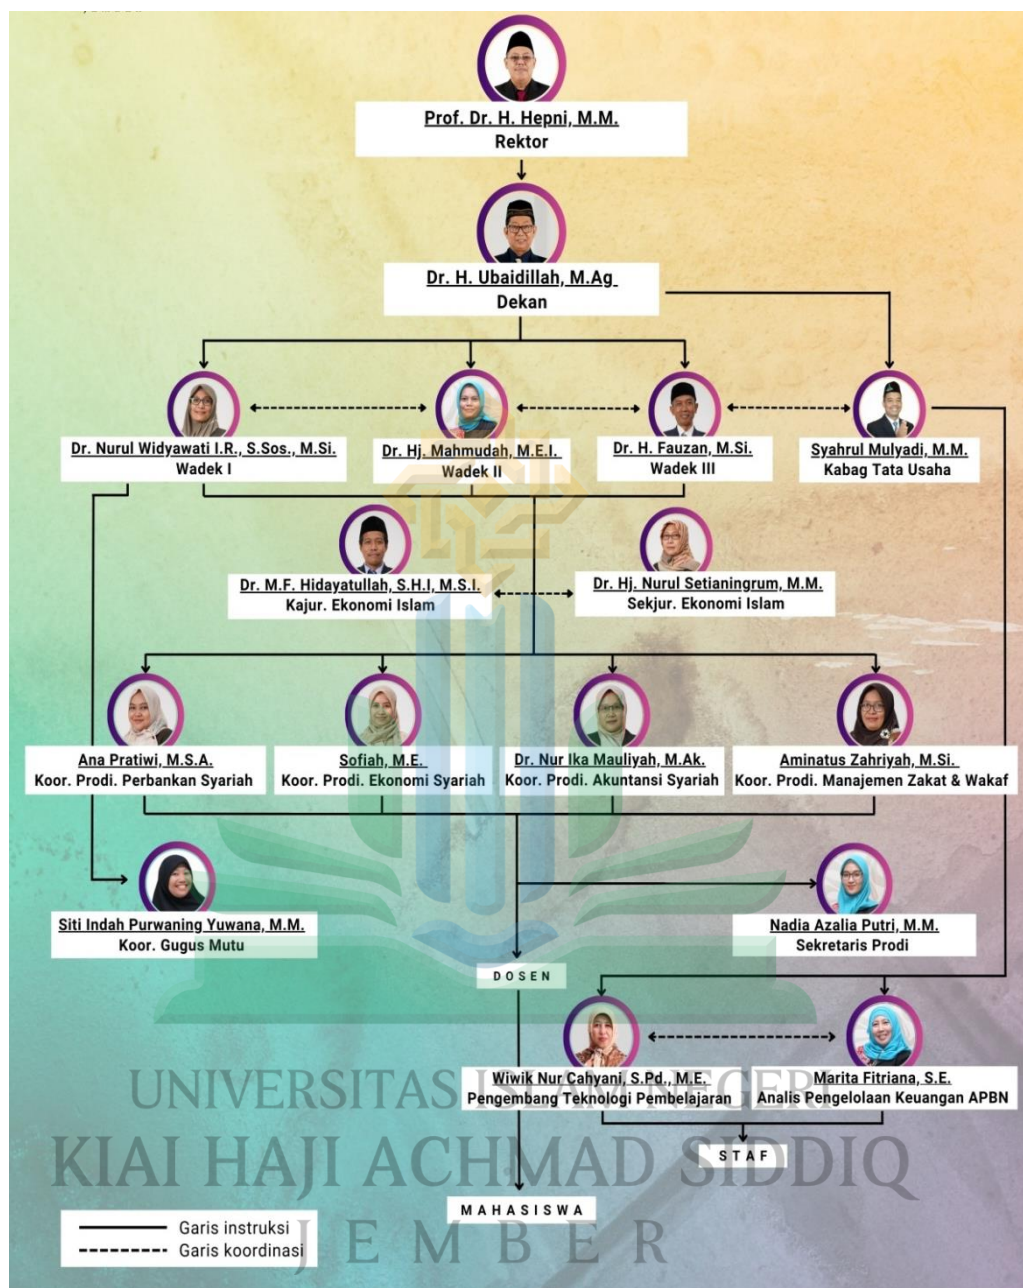 Prof. Dr. H. Hepni, M.M.
Rektor
Dr. H. Ubaidillah, M.Ag
Dekan
Dr. Nurul Widyawati I.R., S.Sos., M.Si.
Wadek I
Dr. Hj. Mahmudah, M.E.I.
Wadek II
Dr. H. Fauzan, M.Si.
Wadek III
Syahrul Mulyadi, M.M.
Kabag Tata Usaha
Dr. M.F. Hidayatullah, S.H.I, M.S.I.
Kajur. Ekonomi Islam
Dr. Hj. Nurul Setianingrum, M.M.
Sekjur. Ekonomi Islam
Ana Pratiwi, M.S.A.
Koor. Prodi. Perbankan Syariah
Sofiah, M.E.
Koor. Prodi. Ekonomi Syariah
Dr. Nur Ika Mauliyah, M.Ak.
Koor. Prodi. Akuntansi Syariah
Aminatus Zahriyah, M.Si.
Koor. Prodi. Manajemen Zakat & Wakaf
Siti Indah Purwaning Yuwana, M.M.
Koor. Gugus Mutu
Nadia Azalia Putri, M.M.
Sekretaris Prodi
DOSEN
Wiwik Nur Cahyani, S.Pd., M.E.
Pengembang Teknologi Pembelajaran
Marita Fitriana, S.E.
Analis Pengelolaan Keuangan APBN
STAF
MAHASISWA
UNIVERSITAS ISLAM NEGERI
KIAI HAJI ACHMAD SIDDIQ
JEMBER
Garis instruksi
Garis koordinasi